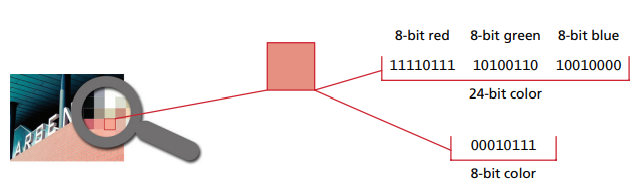 8-bit red 8-bit green 8-bit blue
11110111 10100110 10010000
24-bit color
ARBEN
00010111
8-bit color